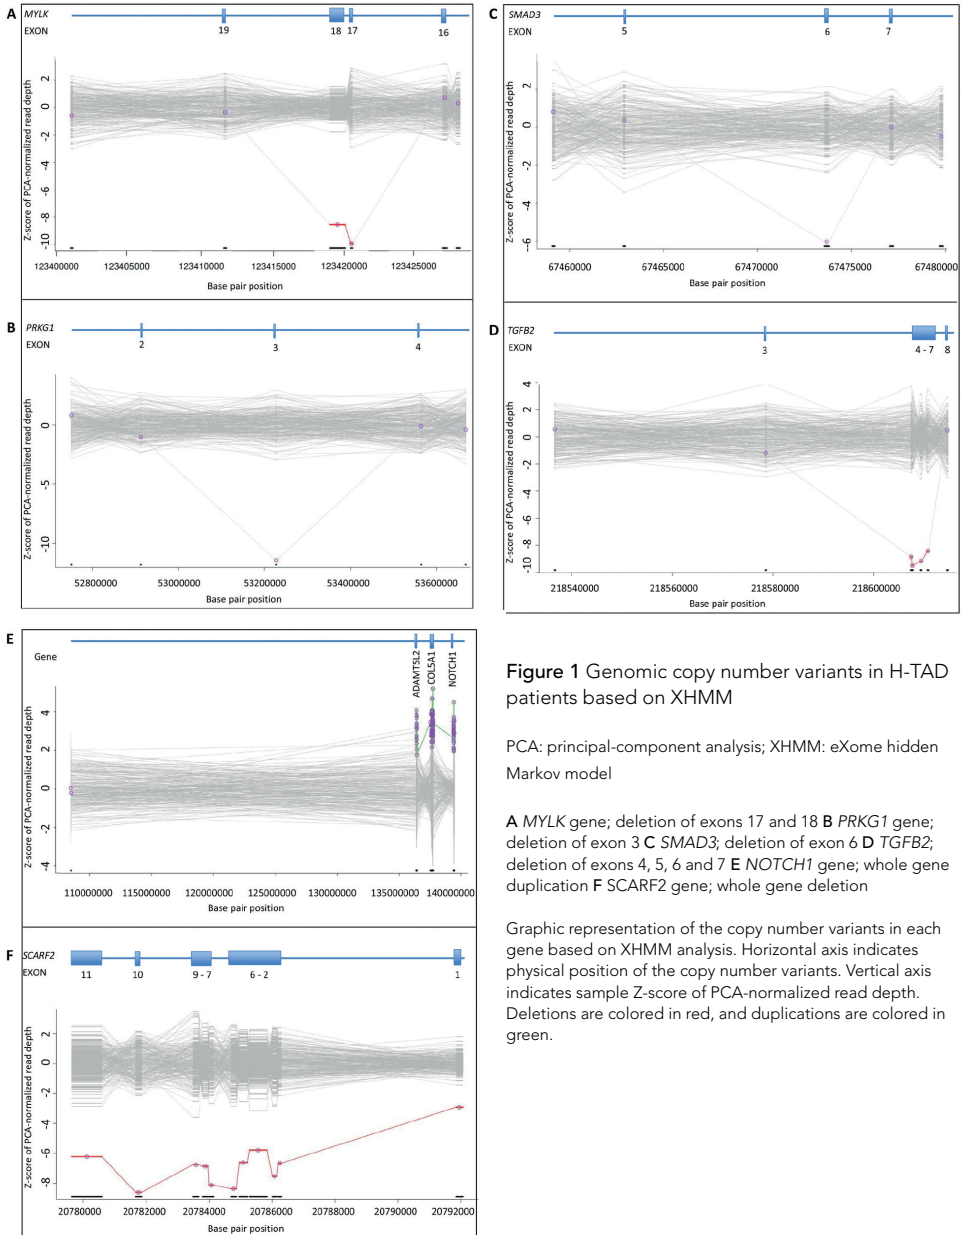 A
MYLK
EXON
19
18
17
16
Z-score of PCA-normalized read depth
2
0
-2
-4
-6
-8
-10
123400000 123405000 123410000 123415000 123420000 123425000
Base pair position
B
PRKG1
EXON
2
3
4
Z-score of PCA-normalized read depth
0
-5
-10
52800000 53000000 53200000 53400000 53600000
Base pair position
C
SMAD3
EXON
5
6
7
Z-score of PCA-normalized read depth
2
0
-2
-4
-6
67460000 67465000 67470000 67475000 67480000
Base pair position
D
TGFB2
EXON
3
4 - 7
8
Z-score of PCA-normalized read depth
4
2
0
-2
-4
-6
-8
-10
218540000 218560000 218580000 218600000
Base pair position
E
Gene
ADAMTSL2
COL5A1
NOTCH1
Z-score of PCA-normalized read depth
4
2
0
-2
-4
110000000 115000000 120000000 125000000 130000000 135000000 140000000
Base pair position
F
SCARF2
EXON
11
10
9 - 7
6 - 2
1
Z-score of PCA-normalized read depth
2
0
-2
-4
-6
-8
20780000 20782000 20784000 20786000 20788000 20790000 20792000
Base pair position
Figure 1 Genomic copy number variants in H-TAD
patients based on XHMM
PCA: principal-component analysis; XHMM: eXome hidden
Markov model
A MYLK gene; deletion of exons 17 and 18 B PRKG1 gene;
deletion of exon 3 C SMAD3; deletion of exon 6 D TGFB2;
deletion of exons 4, 5, 6 and 7 E NOTCH1 gene; whole gene
duplication F SCARF2 gene; whole gene deletion
Graphic representation of the copy number variants in each
gene based on XHMM analysis. Horizontal axis indicates
physical position of the copy number variants. Vertical axis
indicates sample Z-score of PCA-normalized read depth.
Deletions are colored in red, and duplications are colored in
green.